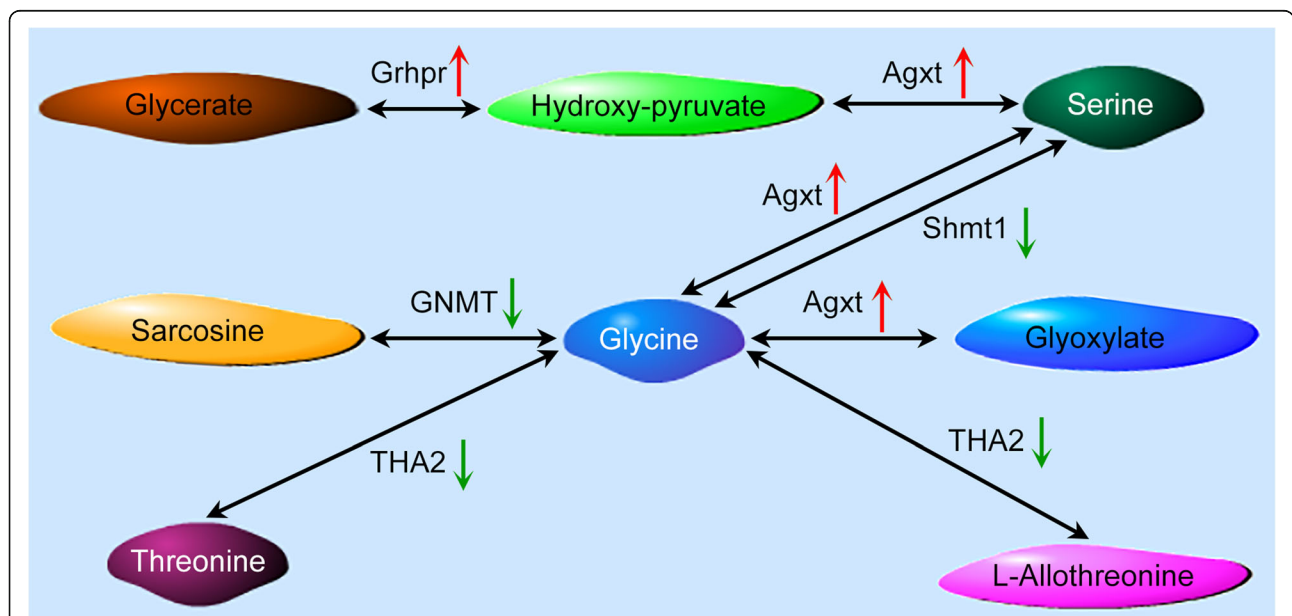 Grhpr
Agxt
Glycerate
Hydroxy-pyruvate
Serine
Agxt
Shmt1
GNMT
Agxt
Sarcosine
Glycine
Glyoxylate
THA2
THA2
Threonine
L-Allothreonine